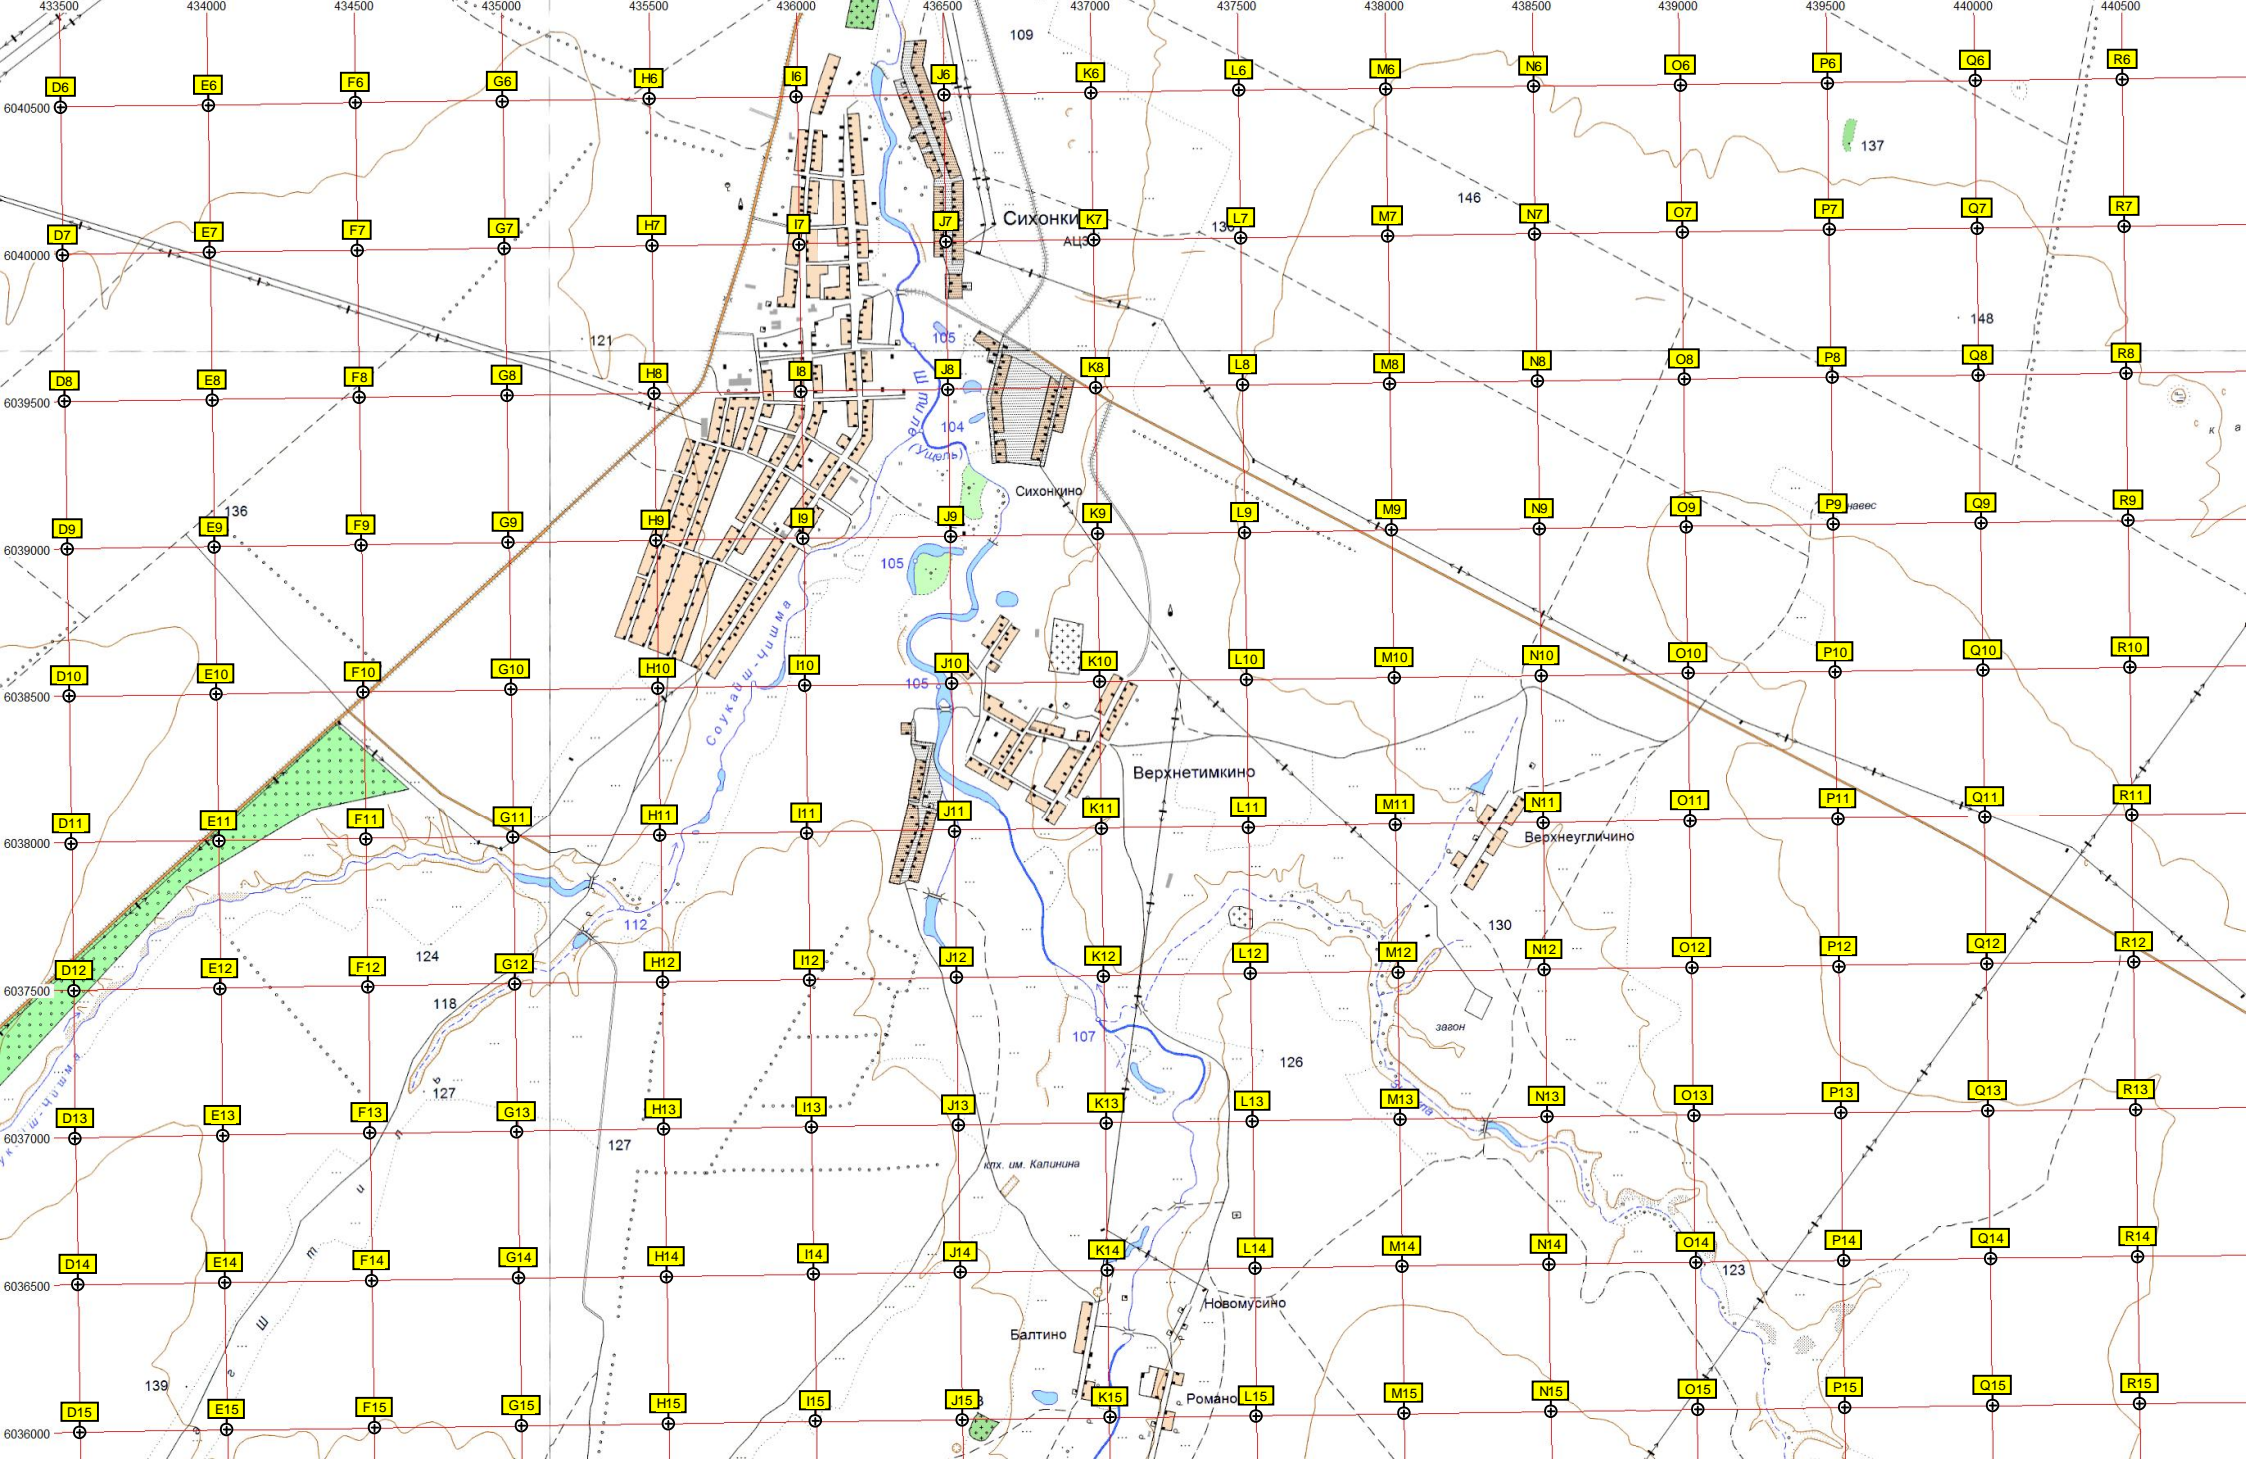 433500 434000 434500 435000 435500 436000 436500 437000 437500 438000 438500 439000 439500 440000 440500
109
D6 E6 F6 G6 H6 I6 J6 K6 L6 M6 N6 O6 P6 Q6 R6
6040500
137
146
Сихонки
АЦЗ
D7 E7 F7 G7 H7 I7 J7 K7 L7 M7 N7 O7 P7 Q7 R7
6040000
148
105
121
D8 E8 F8 G8 H8 I8 J8 K8 L8 M8 N8 O8 P8 Q8 R8
6039500
Штиле
(Ущель)
104
к а
Сихонкино
136
навес
D9 E9 F9 G9 H9 I9 J9 K9 L9 M9 N9 O9 P9 Q9 R9
6039000
105
Соукайш-Чишма
D10 E10 F10 G10 H10 I10 J10 K10 L10 M10 N10 O10 P10 Q10 R10
6038500
105
Верхнетимкино
D11 E11 F11 G11 H11 I11 J11 K11 L11 M11 N11 O11 P11 Q11 R11
6038000
Верхнеугличино
112
130
124
D12 E12 F12 G12 H12 I12 J12 K12 L12 M12 N12 O12 P12 Q12 R12
6037500
118
загон
107
126
127
D13 E13 F13 G13 H13 I13 J13 K13 L13 M13 N13 O13 P13 Q13 R13
6037000
127
клх. им. Калинина
D14 E14 F14 G14 H14 I14 J14 K14 L14 M14 N14 O14 P14 Q14 R14
6036500
123
Новомусино
Балтино
139
Романо
D15 E15 F15 G15 H15 I15 J15 K15 L15 M15 N15 O15 P15 Q15 R15
6036000